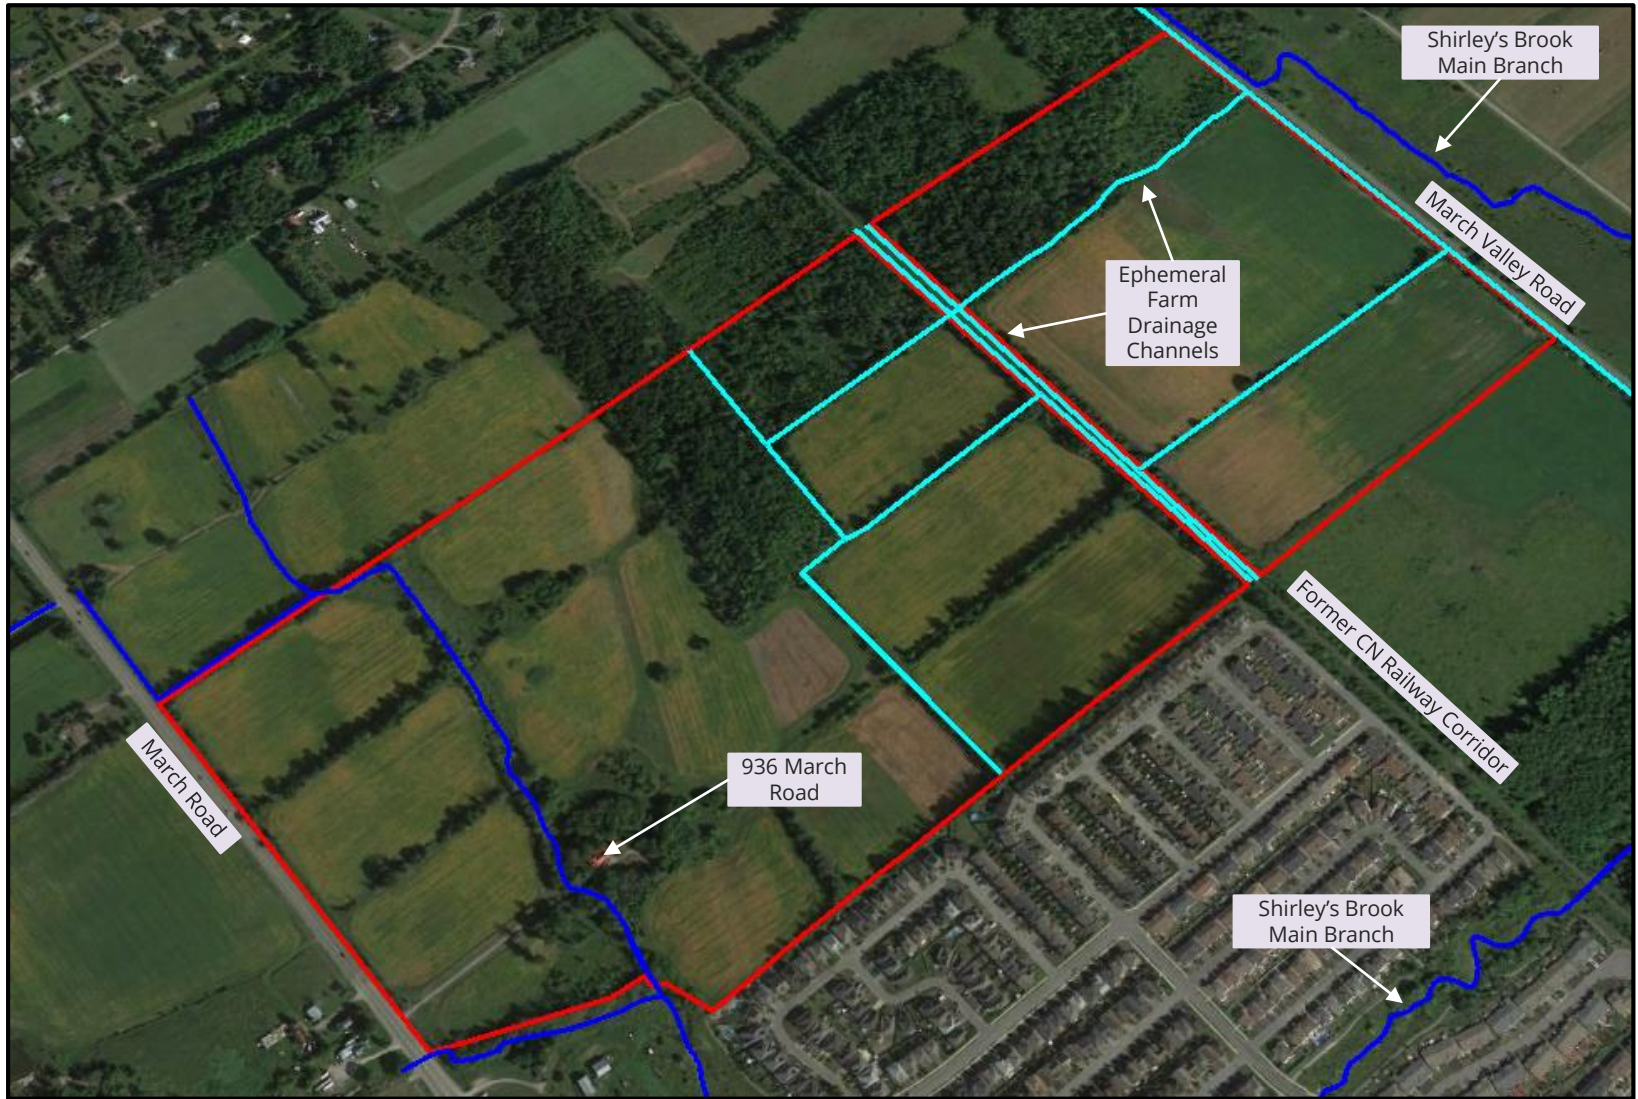 Shirley’s Brook
Main Branch
March Valley Road
Ephemeral
Farm
Drainage
Channels
Former CN Railway Corridor
March Road
936 March
Road
Shirley’s Brook
Main Branch